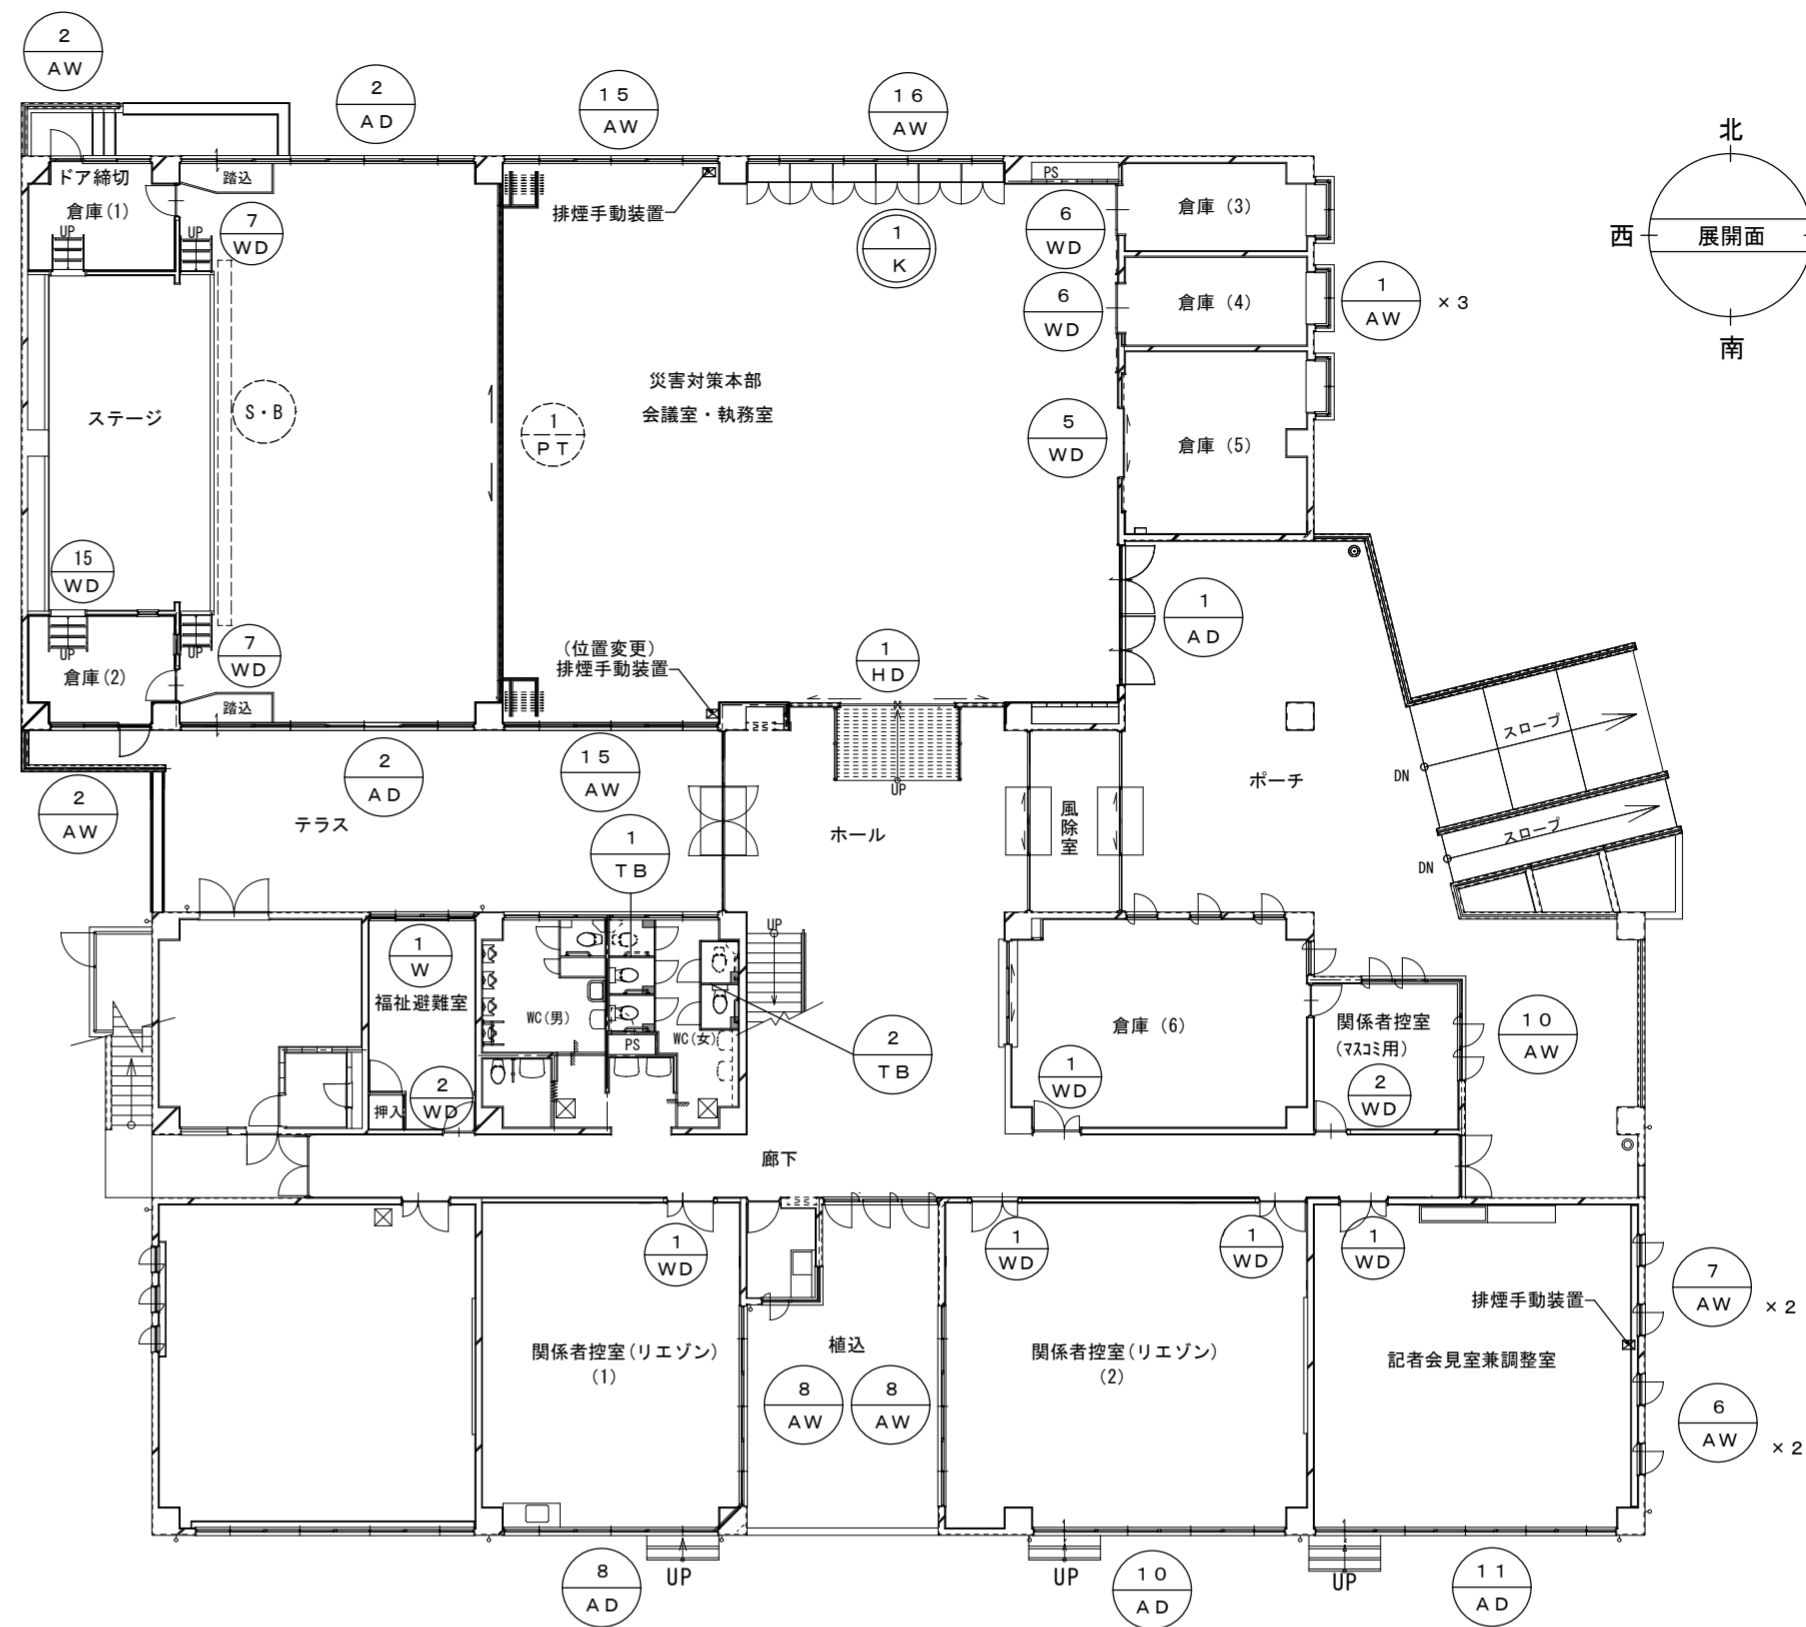 2
AW
2
AD
15
AW
16
AW
北
西
展開面
南
ドア締切
倉庫(1)
UP
UP
踏込
7
WD
排煙手動装置
1
K
PS
6
WD
倉庫（3）
6
WD
倉庫（4）
1
AW
×3
ステージ
S・B
1
PT
災害対策本部
会議室・執務室
5
WD
倉庫（5）
15
WD
倉庫(2)
UP
UP
7
WD
踏込
(位置変更)
排煙手動装置
1
HD
1
AD
スロープ
DN
スロープ
DN
2
AW
テラス
2
AD
15
AW
1
TB
UP
ホール
風除室
ポーチ
1
W
福祉避難室
押入
2
WD
WC(男)
PS
WC(女)
UP
2
TB
倉庫（6）
1
WD
関係者控室
(マスコミ用)
2
WD
10
AW
廊下
1
WD
1
WD
1
WD
1
WD
関係者控室(リエゾン)
(1)
植込
8
AW
8
AW
関係者控室(リエゾン)
(2)
排煙手動装置
記者会見室兼調整室
7
AW
×2
6
AW
×2
8
AD
UP
UP
10
AD
UP
11
AD